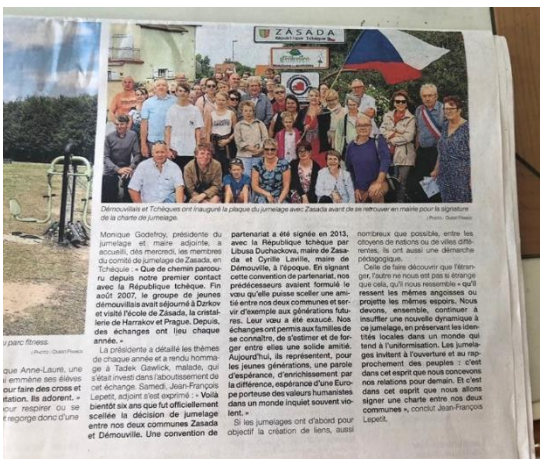 ZÁSADA
République Tchèque
Démouvillais et Tchèques ont inauguré la plaque du jumelage avec Zasada avant de se retrouver en mairie pour la signature
de la charte de jumelage.
Monique Godefroy, présidente du
jumelage et maire adjointe, a
accueilli, dès mercredi, les membres
du comité de jumelage de Zasada, en
Tchéquie : « Que de chemin parcou-
ru depuis notre premier contact
avec la République tchèque. Fin
août 2007, le groupe de jeunes
démouvillais avait séjourné à Dzrkov
et visité l'école de Zásada, la cristal-
lerie de Harrakov et Prague. Depuis,
des échanges ont lieu chaque
année. »
La présidente a détaillé les thèmes
de chaque année et a rendu homma-
ge à Tadek Gawlick, malade, qui
s'était investi dans l'aboutissement de
cet échange. Samedi, Jean-François
Lepetit, adjoint s'est exprimé : « Voilà
bientôt six ans que fut officiellement
scellée la décision de jumelage
entre nos deux communes Zasada
et Démouville. Une convention de
partenariat a été signée en 2013,
avec la République tchèque par
Libusa Duchackova, maire de Zasa-
da et Cyrille Laville, maire de
Démouville, à l'époque. En signant
cette convention de partenariat, nos
prédécesseurs avaient formulé le
vœu qu'elle puisse sceller une ami-
tié entre nos deux communes et ser-
vir d'exemple aux générations futu-
res. Leur vœu a été exaucé. Nos
échanges ont permis aux familles de
se connaître, de s'estimer et de for-
ger entre elles une solide amitié.
Aujourd'hui, ils représentent, pour
les jeunes générations, une parole
d'espérance, d'enrichissement par
la différence, espérance d'une Euro-
pe porteuse des valeurs humanistes
dans un monde inquiet souvent vio-
lent. »
Si les jumelages ont d'abord pour
objectif la création de liens, aussi
nombreux que possible, entre les
citoyens de nations ou de villes diffé-
rentes, ils ont aussi une démarche
pédagogique.
Celle de faire découvrir que l'étran-
ger, l'autre ne nous est pas si étrange
que cela, qu'il nous ressemble « qu'il
ressent les mêmes angoisses ou
projette les mêmes espoirs. Nous
devons, ensemble, continuer à
insuffler une nouvelle dynamique à
ce jumelage, en préservant les iden-
tités locales dans un monde qui
tend à l'uniformisation. Les jumela-
ges invitent à l'ouverture et au rap-
prochement des peuples : c'est
dans cet esprit que nous concevons
nos relations pour demain. Et c'est
dans cet esprit que nous allons
signer une charte entre nos deux
communes », conclut Jean-François
Lepetit.
u parc fitness.
que Anne-Laure, une
emmène ses élèves
our faire des cross et
tation. Ils adorent. »
our respirer ou se
t regorge donc d'une